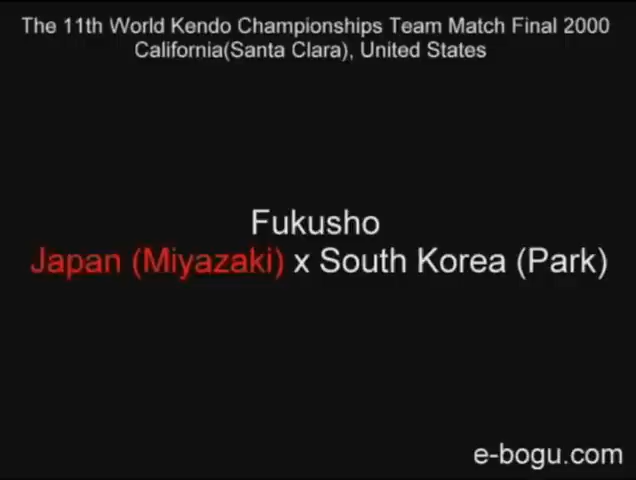 The 11th World Kendo Championships Team Match Final 2000
California(Santa Clara), United States
Fukusho
Japan (Miyazaki) x South Korea (Park)
e-bogu.com